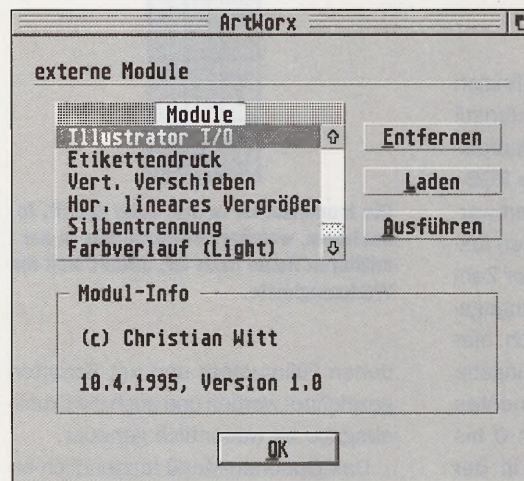 ArtWorx
externe Module
Module
Illustrator I/O
Etikettendruck
Vert. Verschieben
Hor. lineares Vergrößer
Silbentrennung
Farbverlauf (Light)
Entfernen
Laden
Ausführen
Modul-Info
(c) Christian Witt
10.4.1995, Version 1.0
OK